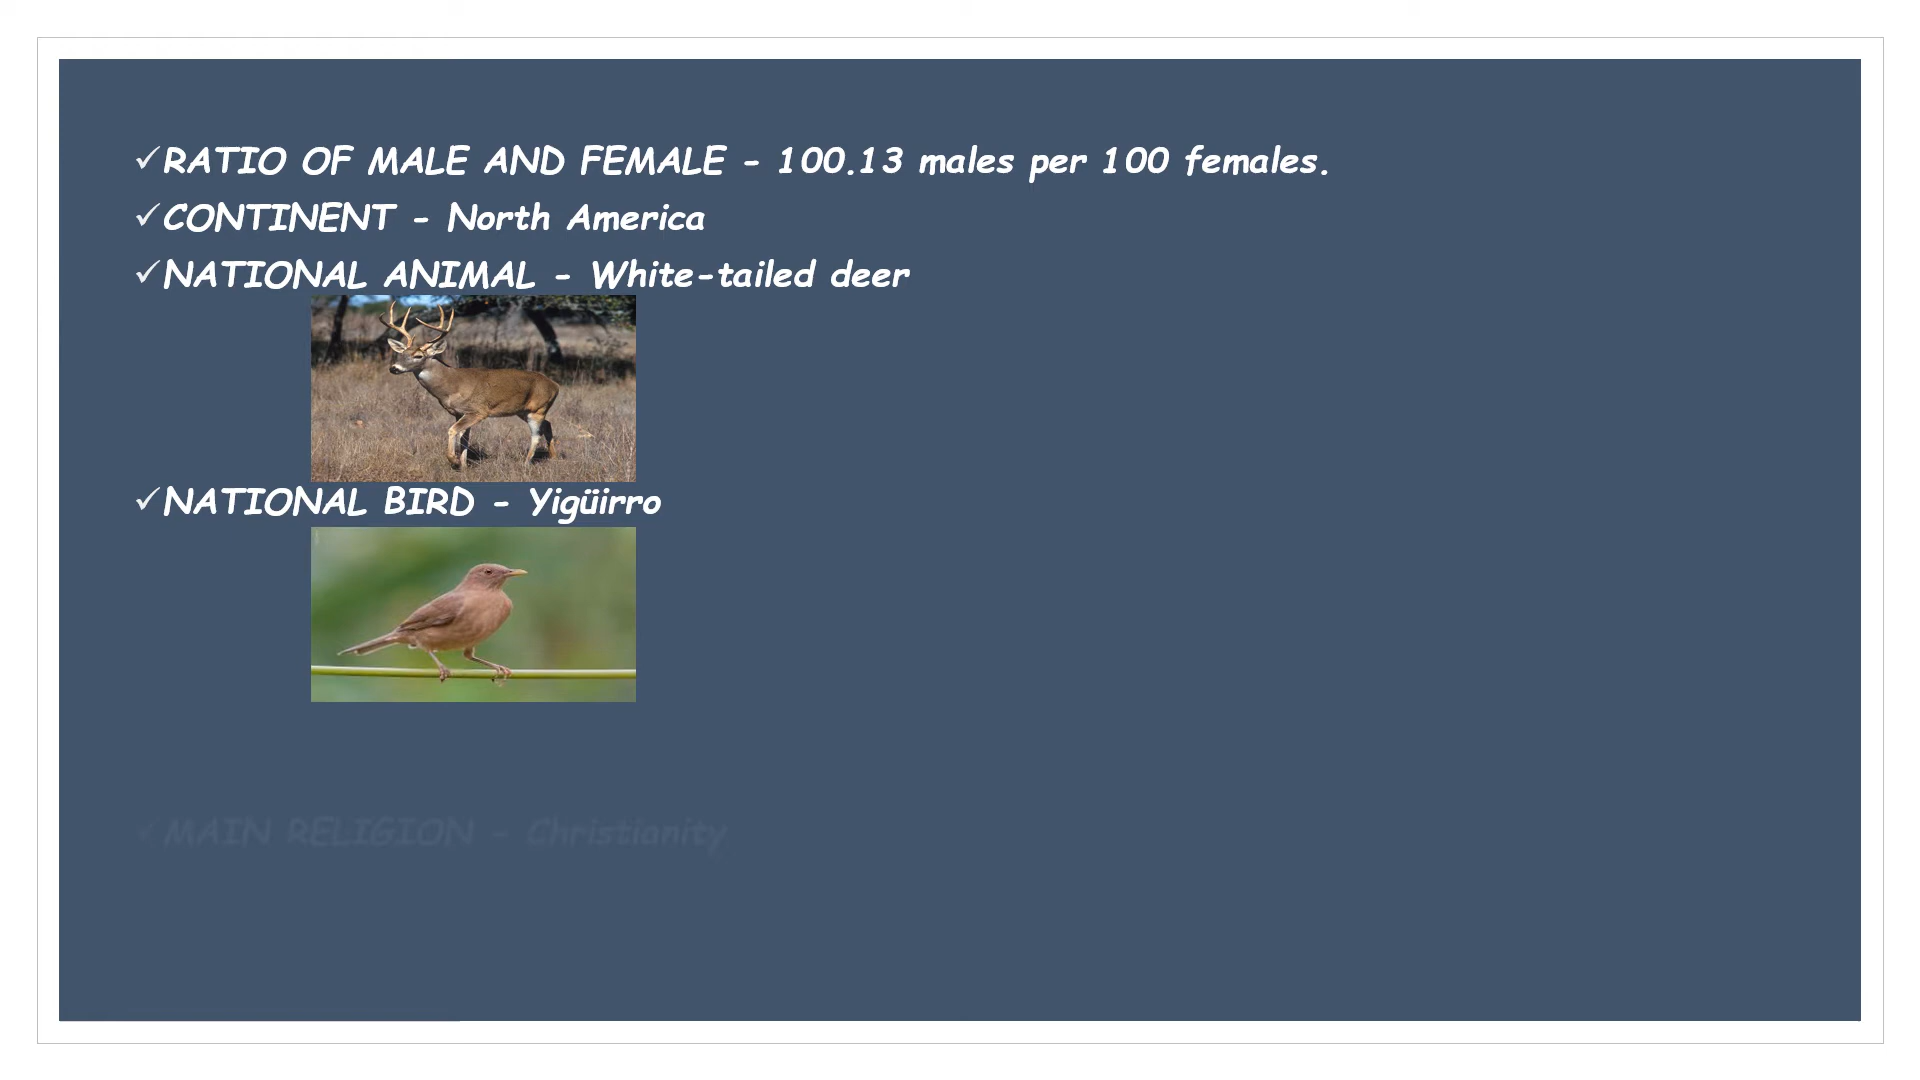 ✓RATIO OF MALE AND FEMALE - 100.13 males per 100 females.
✓CONTINENT - North America
✓NATIONAL ANIMAL - White-tailed deer
✓NATIONAL BIRD - Yigüirro
✓MAIN RELIGION - Christianity